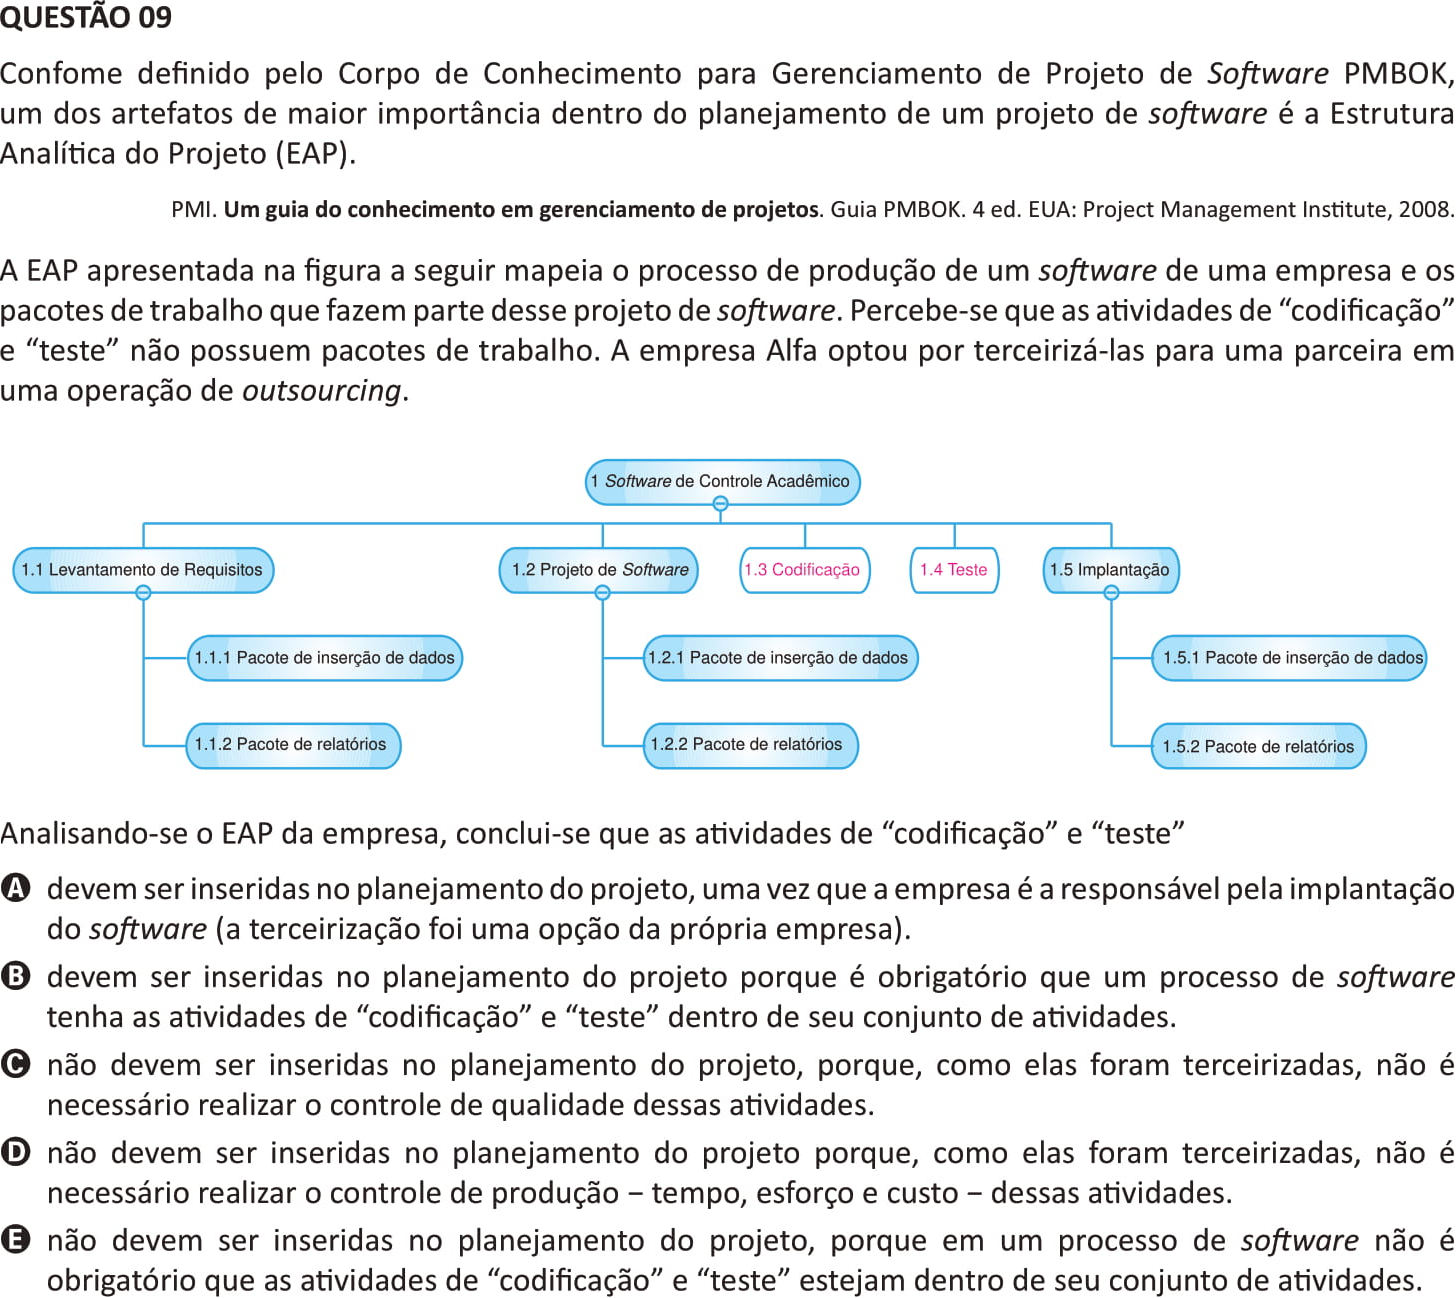 QUESTÃO 09
Confome definido pelo Corpo de Conhecimento para Gerenciamento de Projeto de Software PMBOK,
um dos artefatos de maior importância dentro do planejamento de um projeto de software é a Estrutura
Analítica do Projeto (EAP).
PMI. Um guia do conhecimento em gerenciamento de projetos. Guia PMBOK. 4 ed. EUA: Project Management Institute, 2008.
A EAP apresentada na figura a seguir mapeia o processo de produção de um software de uma empresa e os
pacotes de trabalho que fazem parte desse projeto de software. Percebe-se que as atividades de “codificação”
e “teste” não possuem pacotes de trabalho. A empresa Alfa optou por terceirizá-las para uma parceira em
uma operação de outsourcing.
1 Software de Controle Acadêmico
1.1 Levantamento de Requisitos
1.2 Projeto de Software
1.3 Codificação
1.4 Teste
1.5 Implantação
1.1.1 Pacote de inserção de dados
1.2.1 Pacote de inserção de dados
1.5.1 Pacote de inserção de dados
1.1.2 Pacote de relatórios
1.2.2 Pacote de relatórios
1.5.2 Pacote de relatórios
Analisando-se o EAP da empresa, conclui-se que as atividades de “codificação” e “teste”
A devem ser inseridas no planejamento do projeto, uma vez que a empresa é a responsável pela implantação
do software (a terceirização foi uma opção da própria empresa).
B devem ser inseridas no planejamento do projeto porque é obrigatório que um processo de software
tenha as atividades de “codificação” e “teste” dentro de seu conjunto de atividades.
C não devem ser inseridas no planejamento do projeto, porque, como elas foram terceirizadas, não é
necessário realizar o controle de qualidade dessas atividades.
D não devem ser inseridas no planejamento do projeto porque, como elas foram terceirizadas, não é
necessário realizar o controle de produção − tempo, esforço e custo − dessas atividades.
E não devem ser inseridas no planejamento do projeto, porque em um processo de software não é
obrigatório que as atividades de “codificação” e “teste” estejam dentro de seu conjunto de atividades.